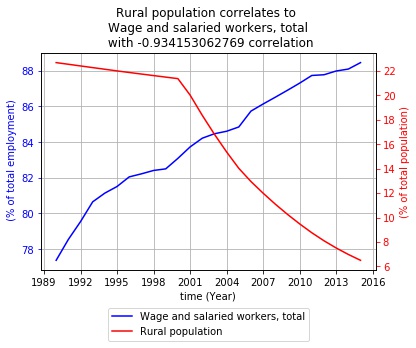 Rural population correlates to
Wage and salaried workers, total
with -0.934153062769 correlation
(% of total employment)
88
86
84
82
80
78
(% of total population)
22
20
18
16
14
12
10
8
6
1989 1992 1995 1998 2001 2004 2007 2010 2013 2016
time (Year)
Wage and salaried workers, total
Rural population